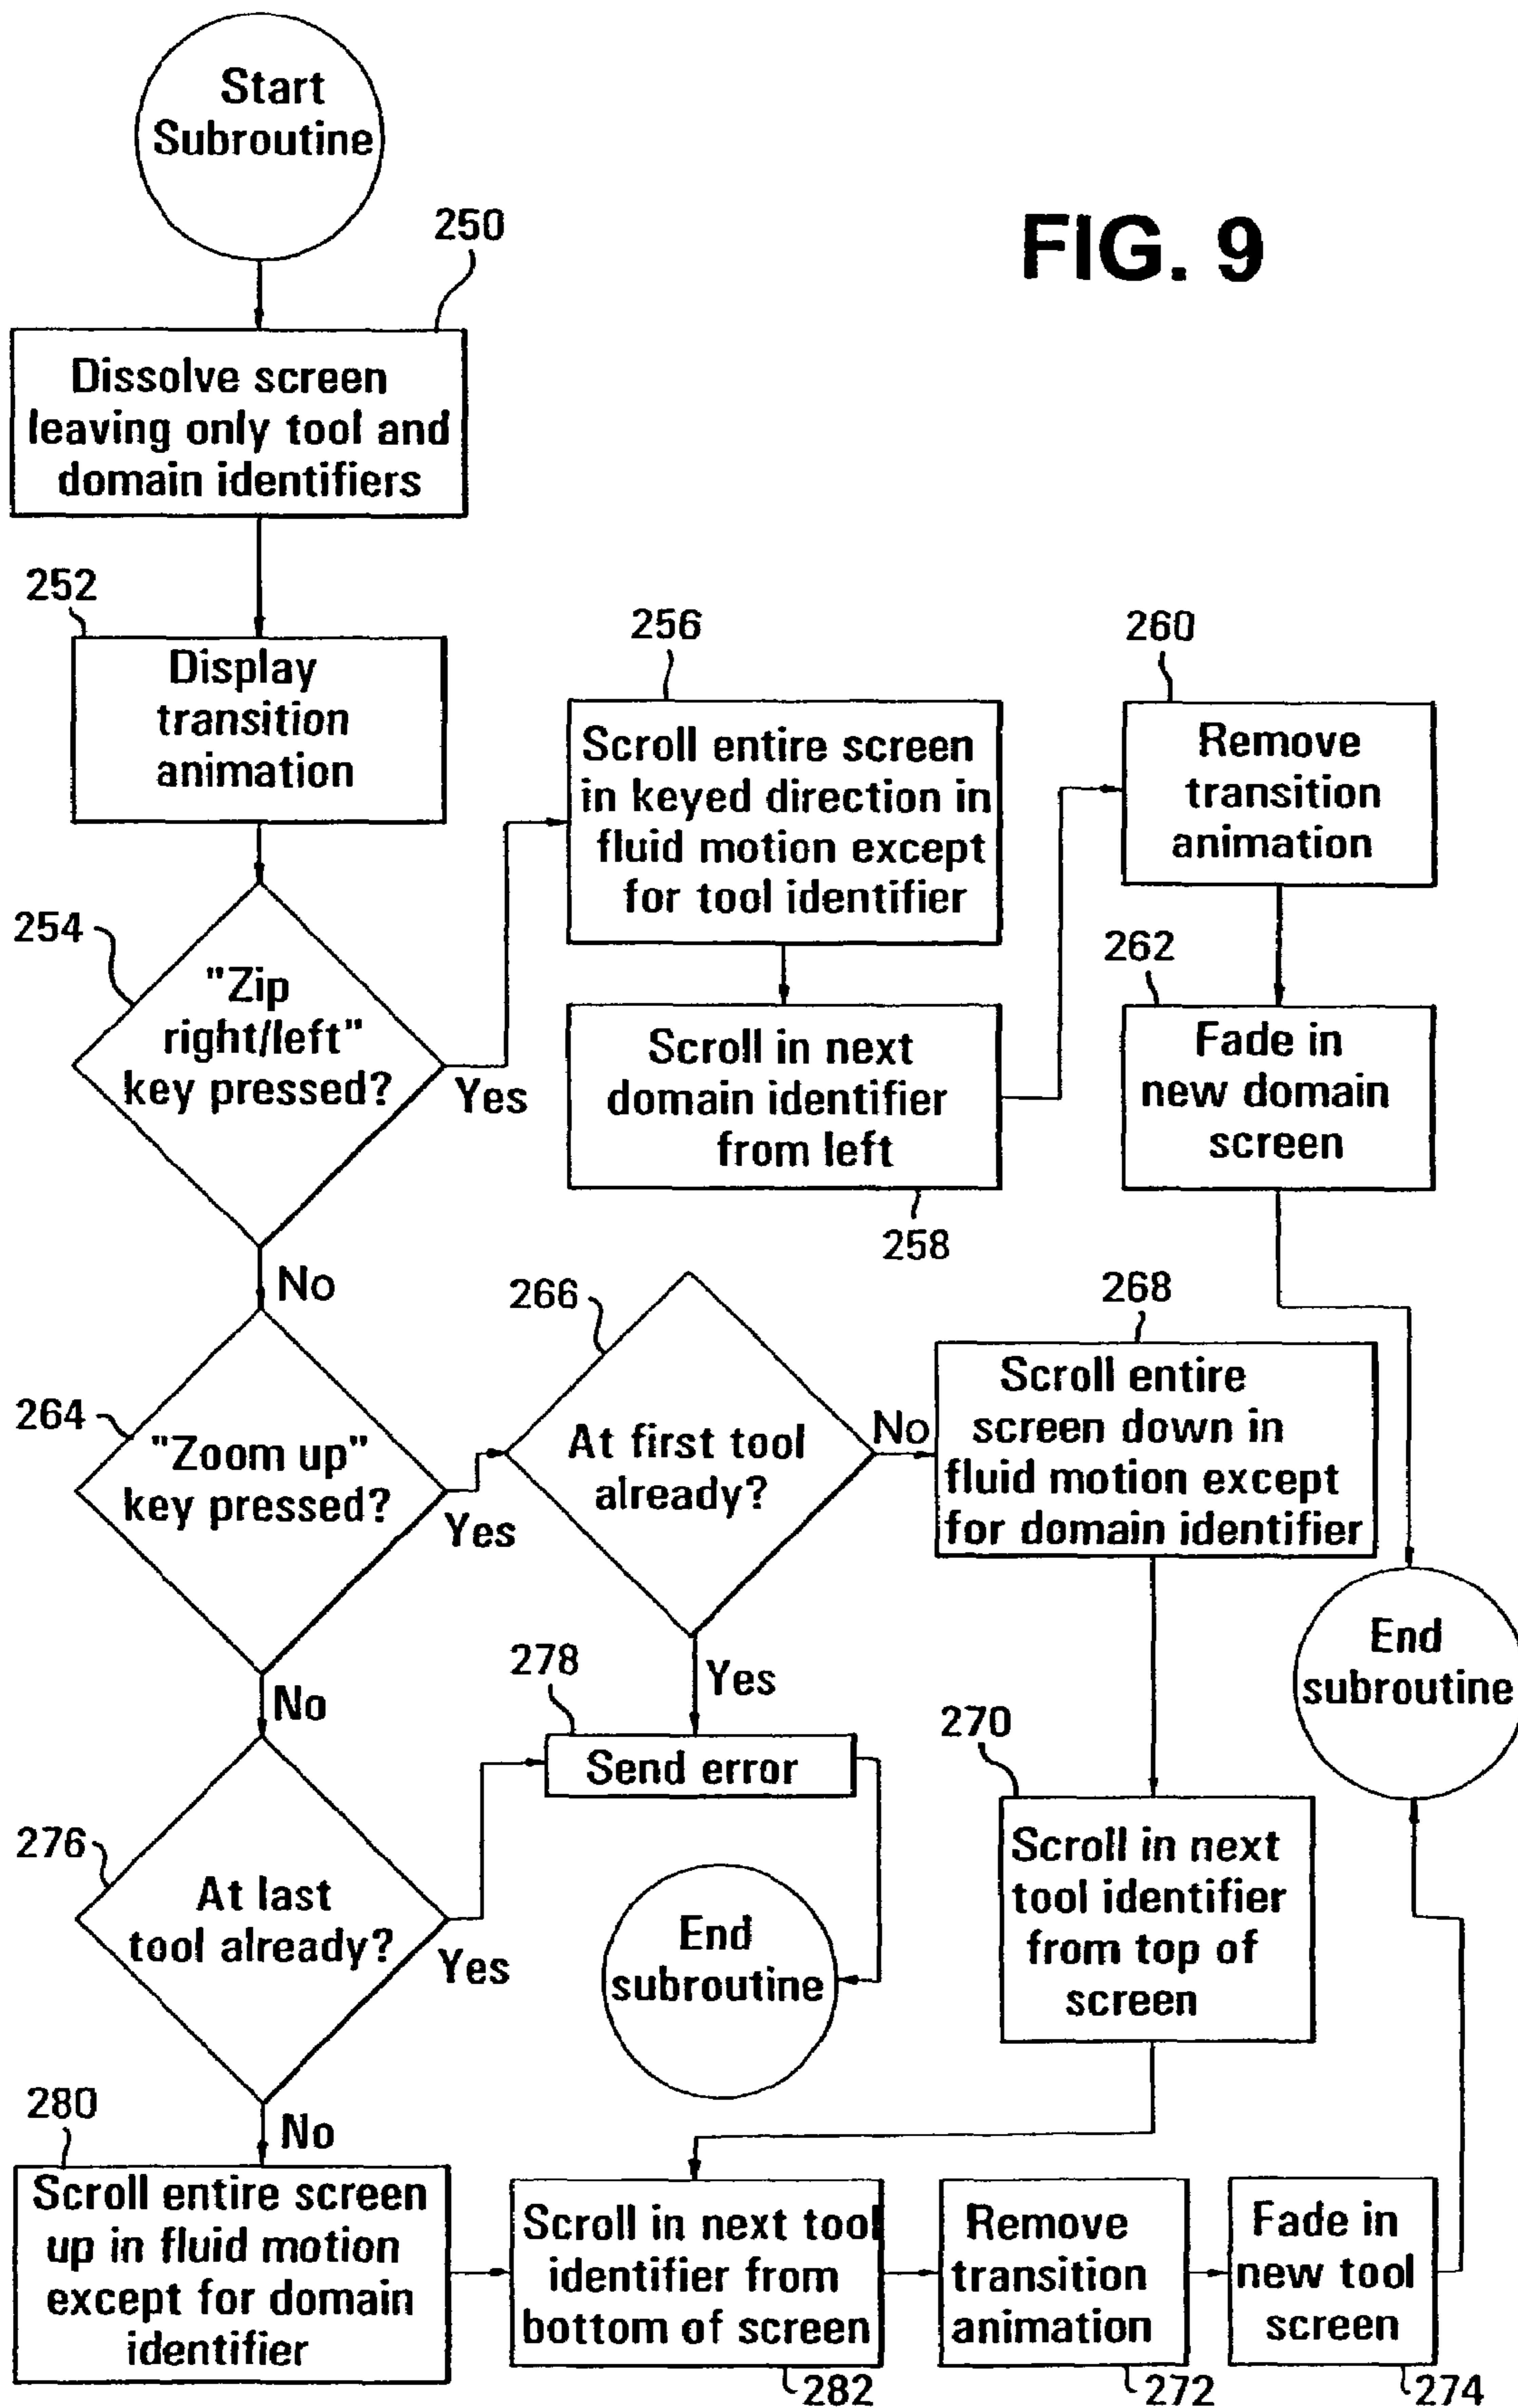 Start
Subroutine
FIG. 9
250
Dissolve screen
leaving only tool and
domain identifiers
252
Display
transition
animation
254
"Zip
right/left"
key pressed?
Yes
No
256
Scroll entire screen
in keyed direction in
fluid motion except
for tool identifier
Scroll in next
domain identifier
from left
258
260
Remove
transition
animation
262
Fade in
new domain
screen
264
"Zoom up"
key pressed?
Yes
No
266
At first tool
already?
No
Yes
268
Scroll entire
screen down in
fluid motion except
for domain identifier
End
subroutine
270
Scroll in next
tool identifier
from top of
screen
276
At last
tool already?
Yes
No
278
Send error
End
subroutine
280
Scroll entire screen
up in fluid motion
except for domain
identifier
Scroll in next tool
identifier from
bottom of screen
282
Remove
transition
animation
272
Fade in
new tool
screen
274